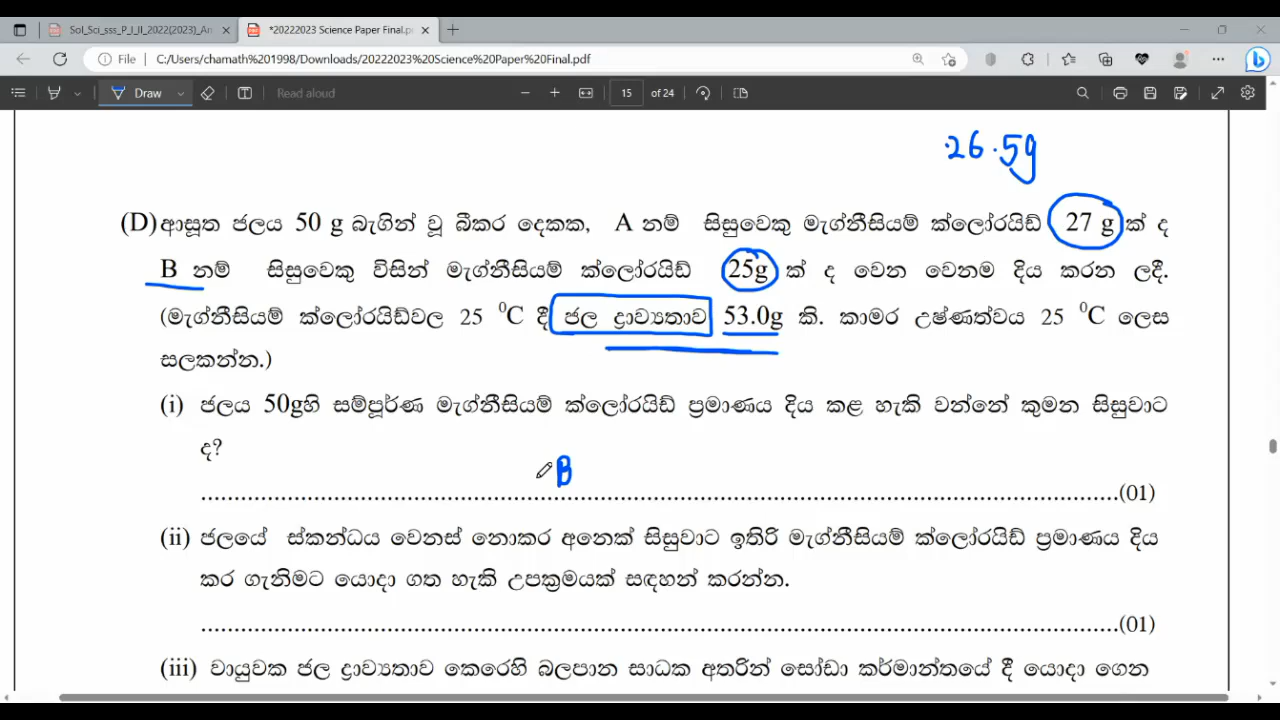 Sol_Sci_sss_P_I_II_2022(2023)_An
*20222023 Science Paper Final.p
File C:/Users/chamath%201998/Downloads/20222023%20Science%20Paper%20Final.pdf
Draw Read aloud 15 of 24
26.5g
(D) ආසූත ජලය 50 g බැගින් වූ බීකර දෙකක, A නම් සිසුවෙකු මැග්නීසියම් ක්ලෝරයිඩ් 27 g ක් ද
B නම් සිසුවෙකු විසින් මැග්නීසියම් ක්ලෝරයිඩ් 25g ක් ද වෙන වෙනම දිය කරන ලදී.
(මැග්නීසියම් ක්ලෝරයිඩ්වල 25 ⁰C දී ජල ද්‍රාව්‍යතාව 53.0g කි. කාමර උෂ්ණත්වය 25 ⁰C ලෙස
සලකන්න.)
(i) ජලය 50gහි සම්පූර්ණ මැග්නීසියම් ක්ලෝරයිඩ් ප්‍රමාණය දිය කළ හැකි වන්නේ කුමන සිසුවාට
ද?
B
................................................(01)
(ii) ජලයේ ස්කන්ධය වෙනස් නොකර අනෙක් සිසුවාට ඉතිරි මැග්නීසියම් ක්ලෝරයිඩ් ප්‍රමාණය දිය
කර ගැනිමට යොදා ගත හැකි උපක්‍රමයක් සඳහන් කරන්න.
................................................(01)
(iii) වායුවක ජල ද්‍රාව්‍යතාව කෙරෙහි බලපාන සාධක අතරින් සෝඩා කර්මාන්තයේ දී යොදා ගෙන